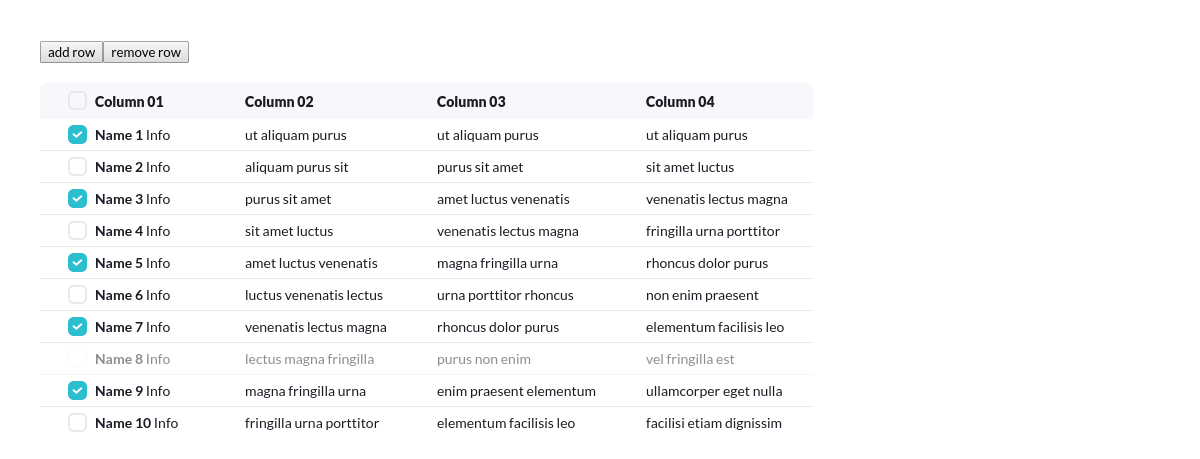 add row remove row
Column 01 Column 02 Column 03 Column 04
Name 1 Info ut aliquam purus ut aliquam purus ut aliquam purus
Name 2 Info aliquam purus sit purus sit amet sit amet luctus
Name 3 Info purus sit amet amet luctus venenatis venenatis lectus magna
Name 4 Info sit amet luctus venenatis lectus magna fringilla urna porttitor
Name 5 Info amet luctus venenatis magna fringilla urna rhoncus dolor purus
Name 6 Info luctus venenatis lectus urna porttitor rhoncus non enim praesent
Name 7 Info venenatis lectus magna rhoncus dolor purus elementum facilisis leo
Name 8 Info lectus magna fringilla purus non enim vel fringilla est
Name 9 Info magna fringilla urna enim praesent elementum ullamcorper eget nulla
Name 10 Info fringilla urna porttitor elementum facilisis leo facilisi etiam dignissim